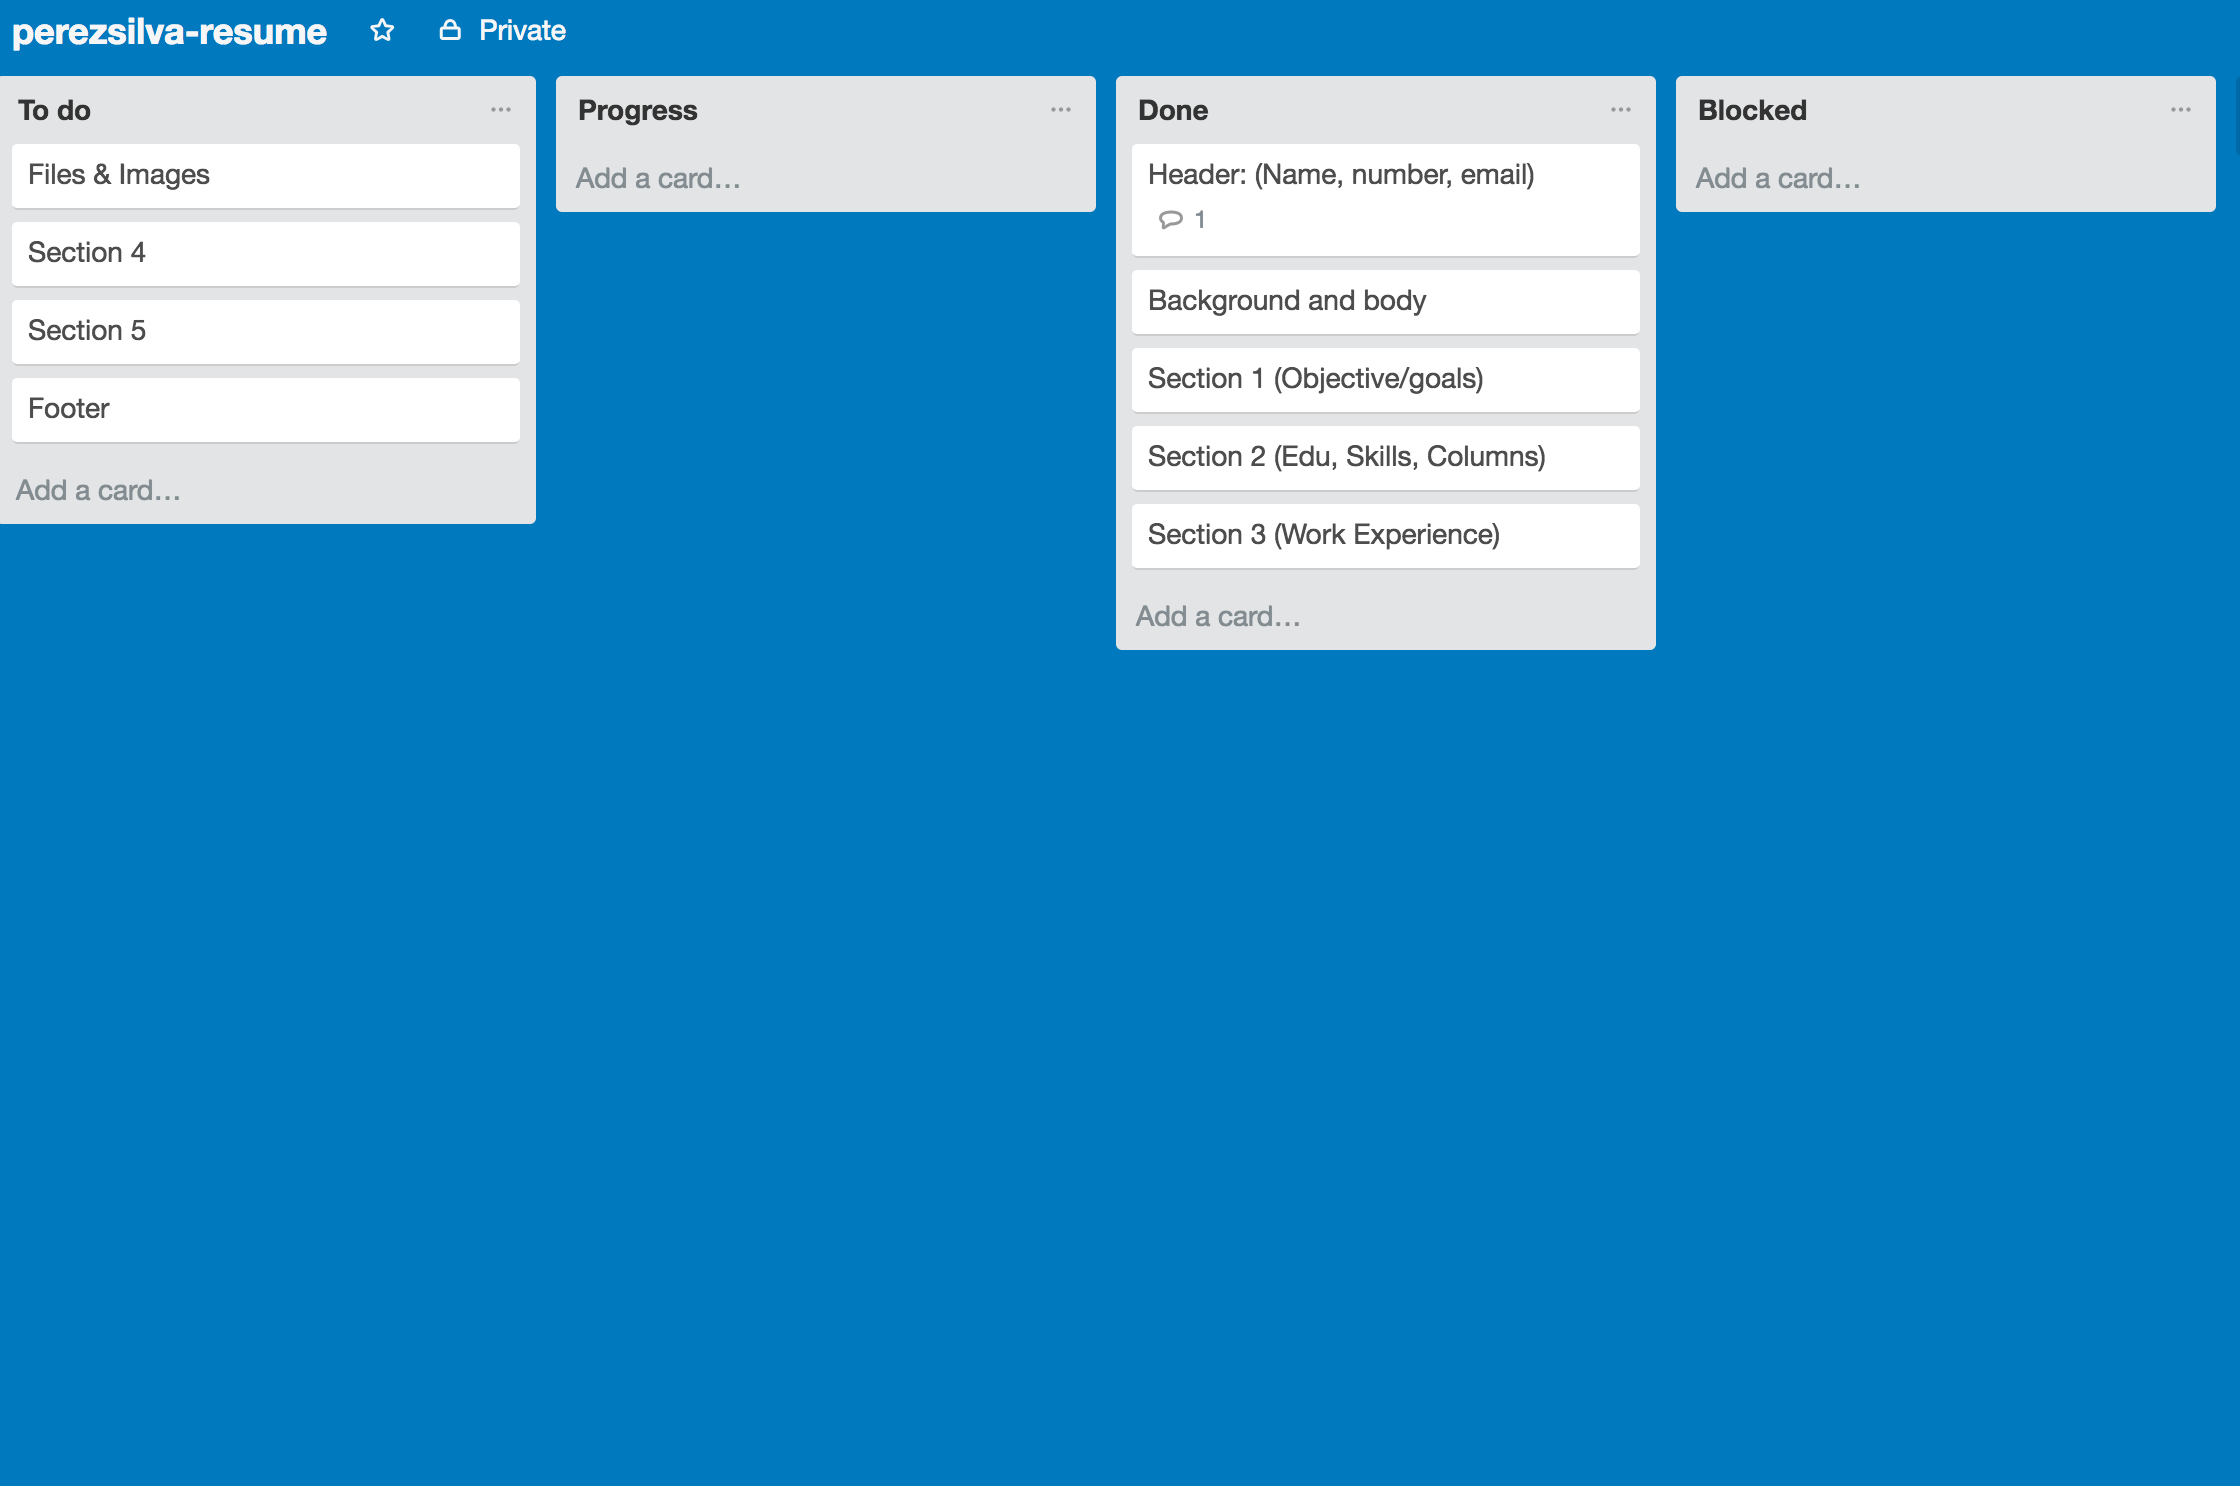 perezsilva-resume Private
To do
Files & Images
Section 4
Section 5
Footer
Add a card…
Progress
Add a card…
Done
Header: (Name, number, email)
1
Background and body
Section 1 (Objective/goals)
Section 2 (Edu, Skills, Columns)
Section 3 (Work Experience)
Add a card…
Blocked
Add a card…